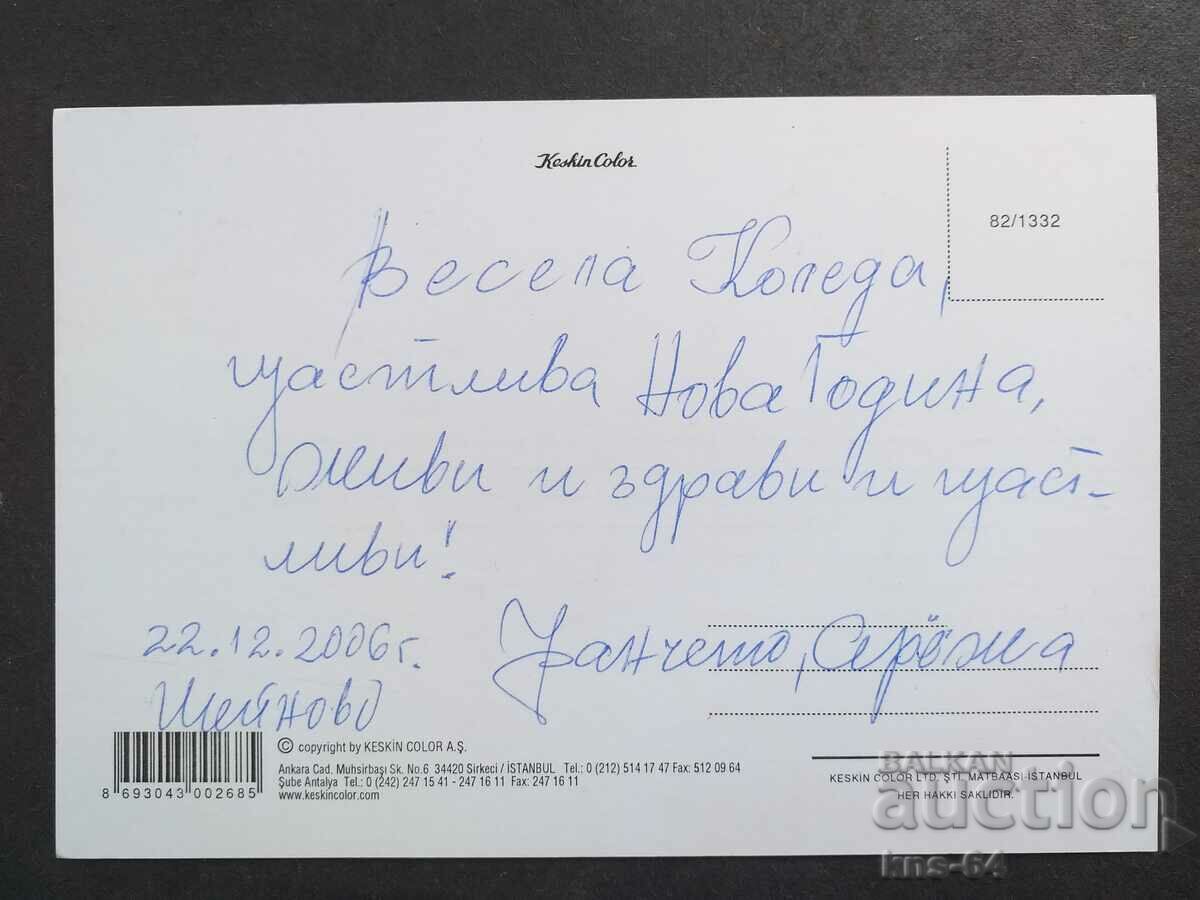 Keskin Color
82/1332
Весела Коледа,
щастлива Нова Година,
живи и здрави и щаст-
ливи!
22.12.2006г.
Шейново
Серёжа
© copyright by KESKİN COLOR A.Ş.
Ankara Cad. Muhsirbaşı Sk. No.6 34420 Sirkeci / İSTANBUL Tel.: 0 (212) 514 17 47 Fax: 512 09 64
Şube Antalya Tel.: 0 (242) 247 15 41 - 247 16 11 Fax: 247 16 11
www.keskincolor.com
8 693043 002685
KESKİN COLOR LTD. ŞTİ. MATBAASI-İSTANBUL
HER HAKKI SAKLIDIR.
BALKAN
auction
kns-64